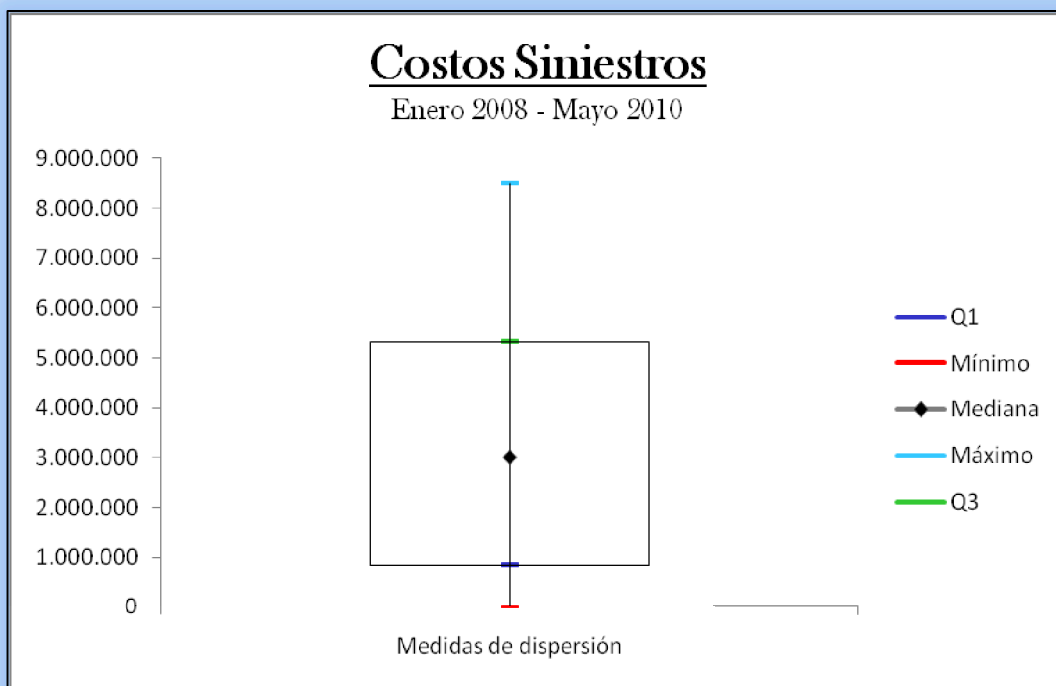 Costos Siniestros
Enero 2008 - Mayo 2010
9.000.000
8.000.000
7.000.000
6.000.000
5.000.000
4.000.000
3.000.000
2.000.000
1.000.000
0
Medidas de dispersión
Q1
Mínimo
Mediana
Máximo
Q3